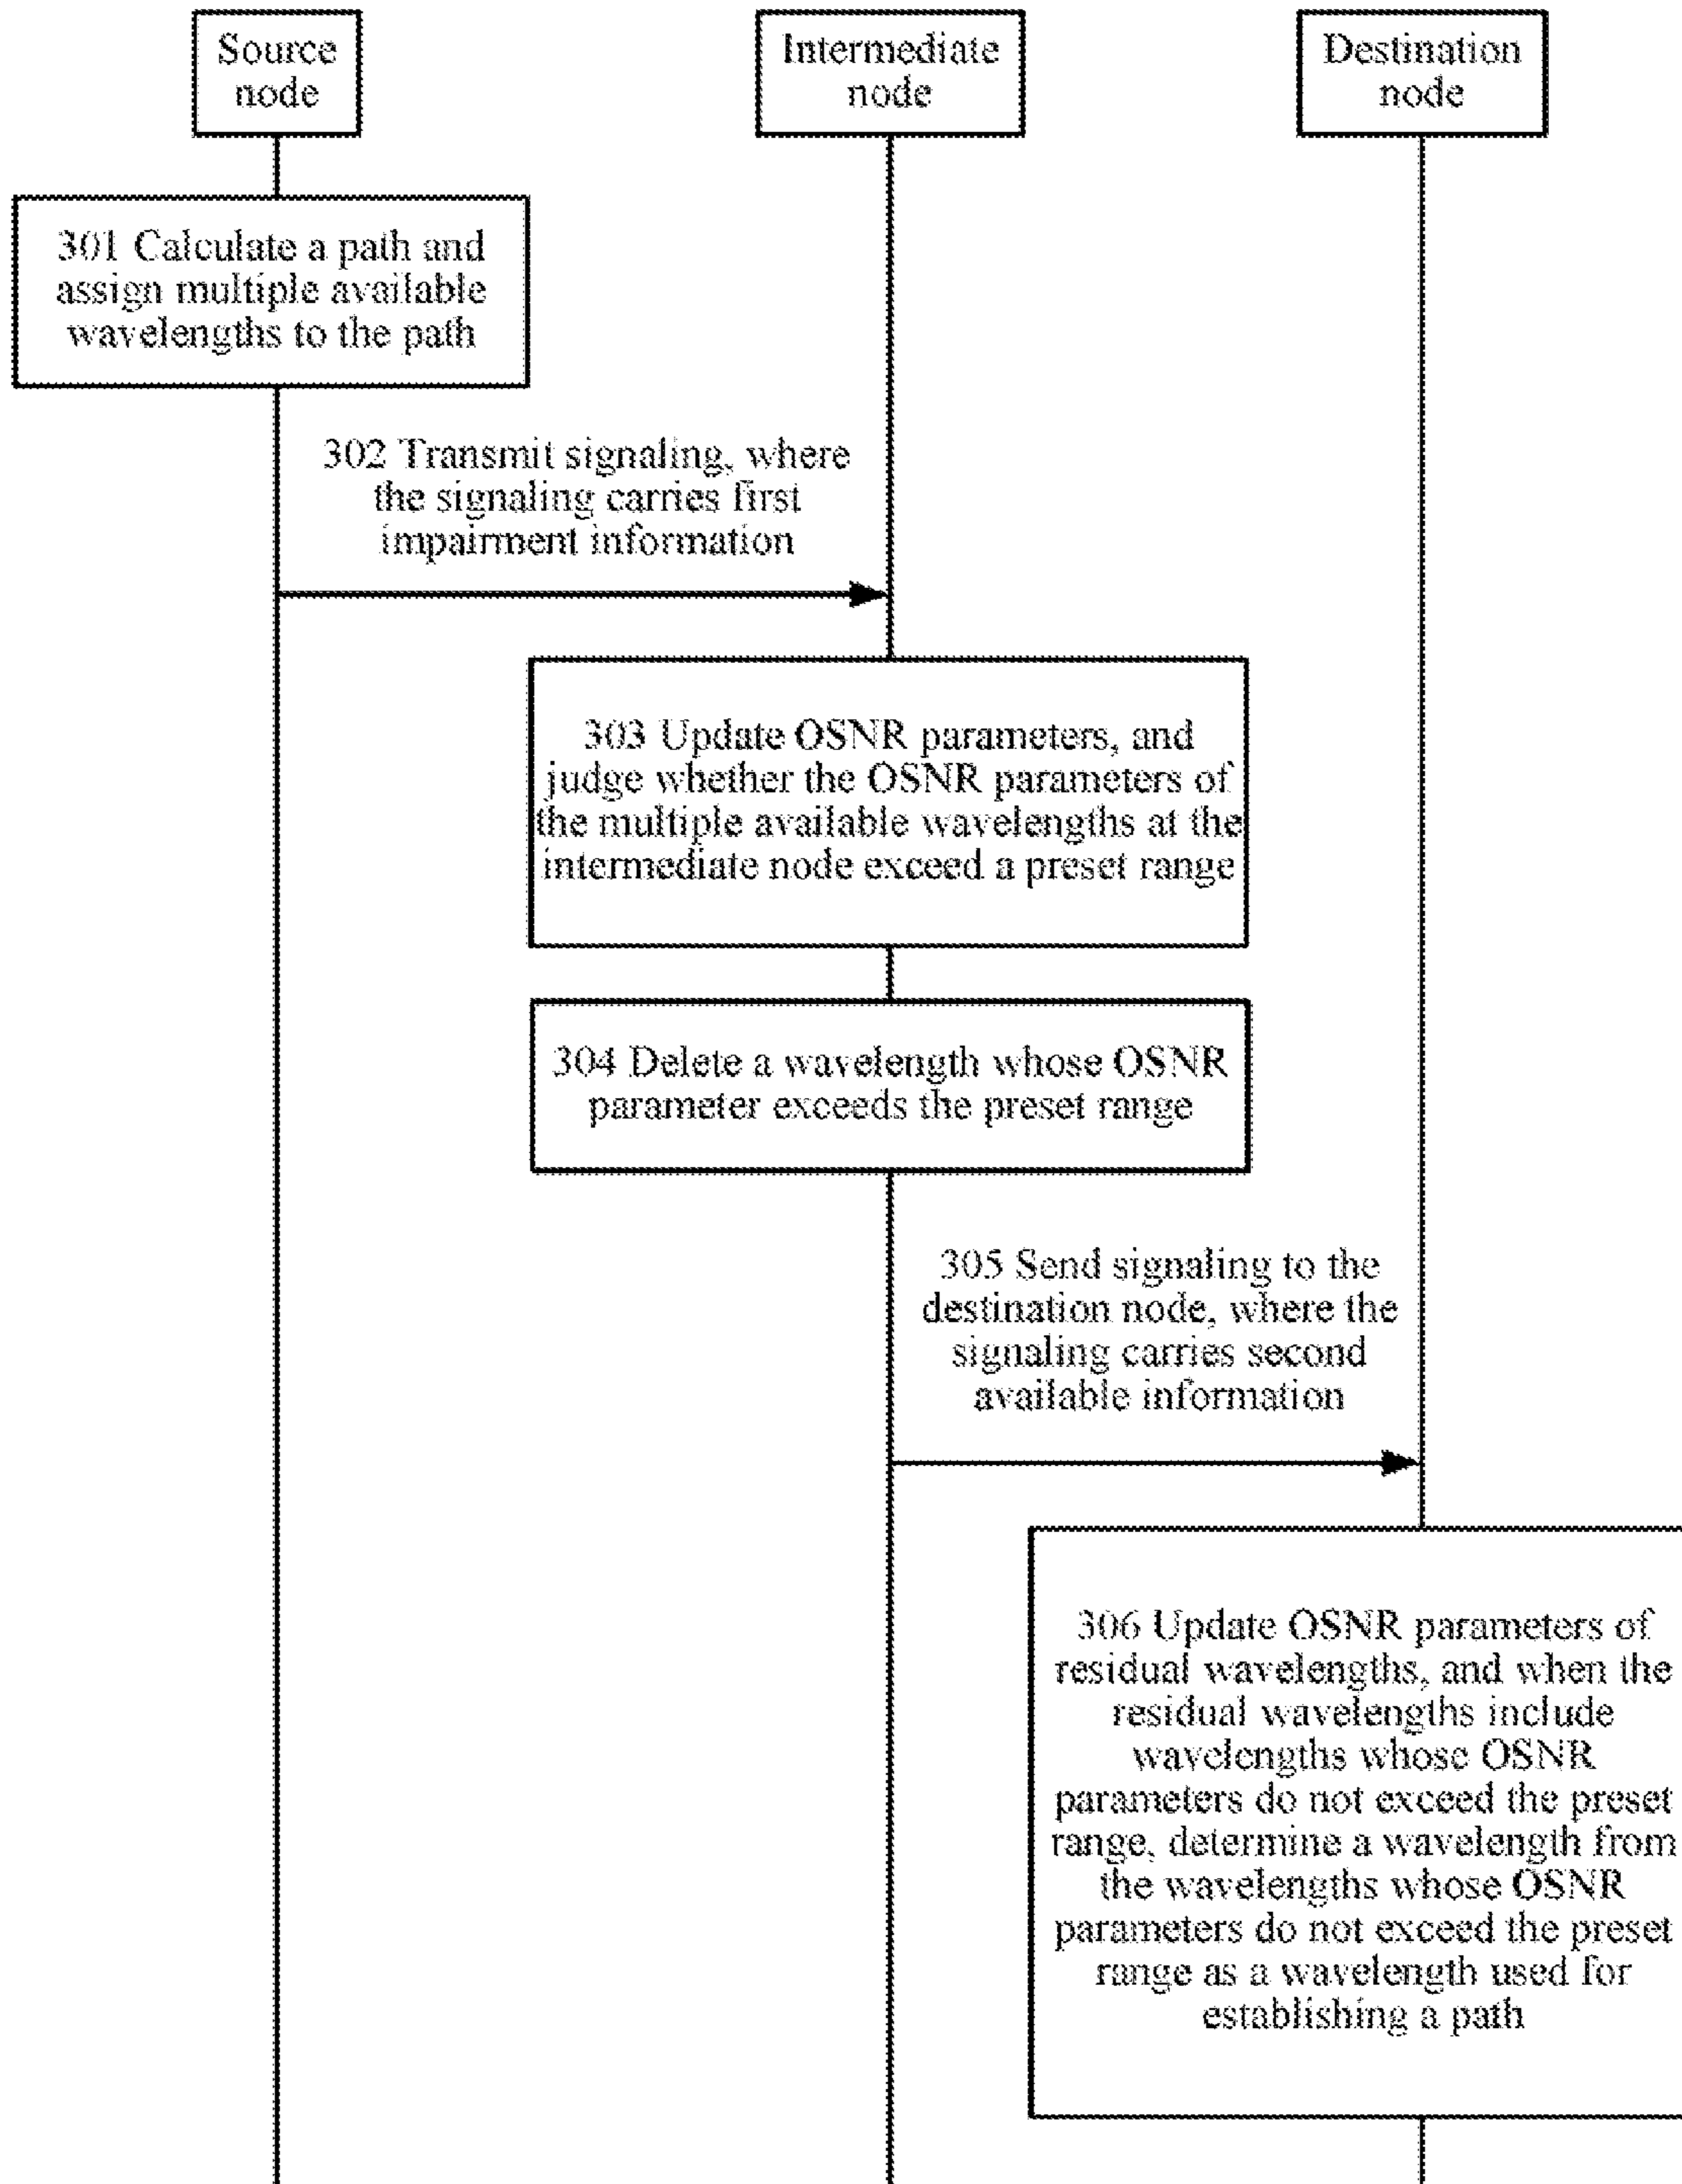 Source
node
Intermediate
node
Destination
node
301 Calculate a path and
assign multiple available
wavelengths to the path
302 Transmit signaling, where
the signaling carries first
impairment information
303 Update OSNR parameters, and
judge whether the OSNR parameters of
the multiple available wavelengths at the
intermediate node exceed a preset range
304 Delete a wavelength whose OSNR
parameter exceeds the preset range
305 Send signaling to the
destination node, where the
signaling carries second
available information
306 Update OSNR parameters of
residual wavelengths, and when the
residual wavelengths include
wavelengths whose OSNR
parameters do not exceed the preset
range, determine a wavelength from
the wavelengths whose OSNR
parameters do not exceed the preset
range as a wavelength used for
establishing a path